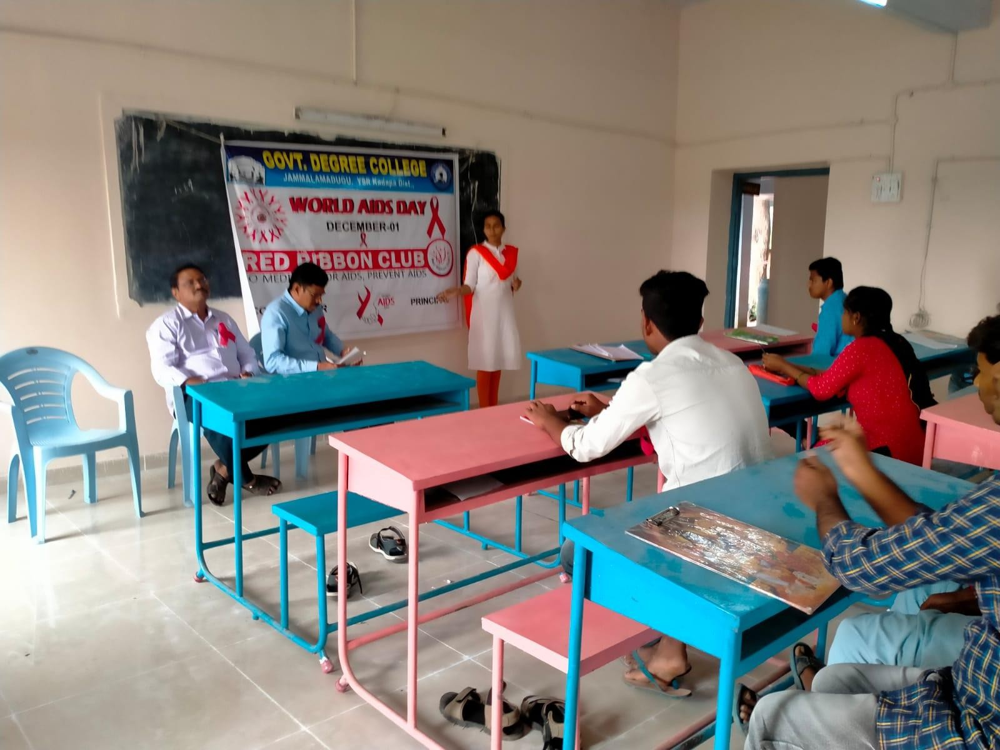 GOVT. DEGREE COLLEGE
JAMMALAMADUGU, YSR Kadapa Dist.,
WORLD AIDS DAY
DECEMBER-01
RED RIBBON CLUB
AIDS, PREVENT AIDS
AIDS